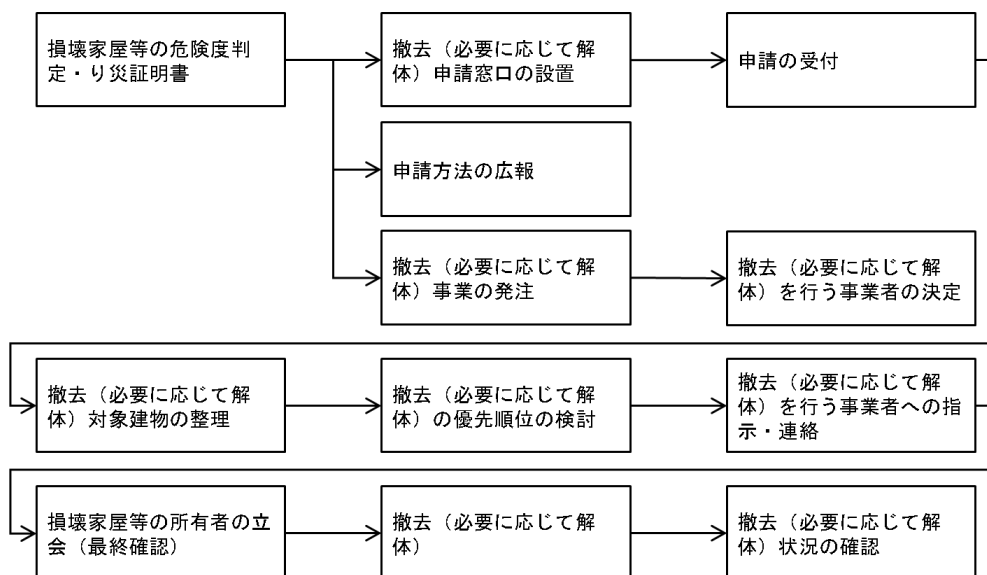 損壊家屋等の危険度判
定・り災証明書
撤去（必要に応じて解
体）申請窓口の設置
申請の受付
申請方法の広報
撤去（必要に応じて解
体）事業の発注
撤去（必要に応じて解
体）を行う事業者の決定
撤去（必要に応じて解
体）対象建物の整理
撤去（必要に応じて解
体）の優先順位の検討
撤去（必要に応じて解
体）を行う事業者への指
示・連絡
損壊家屋等の所有者の立
会（最終確認）
撤去（必要に応じて解
体）
撤去（必要に応じて解
体）状況の確認